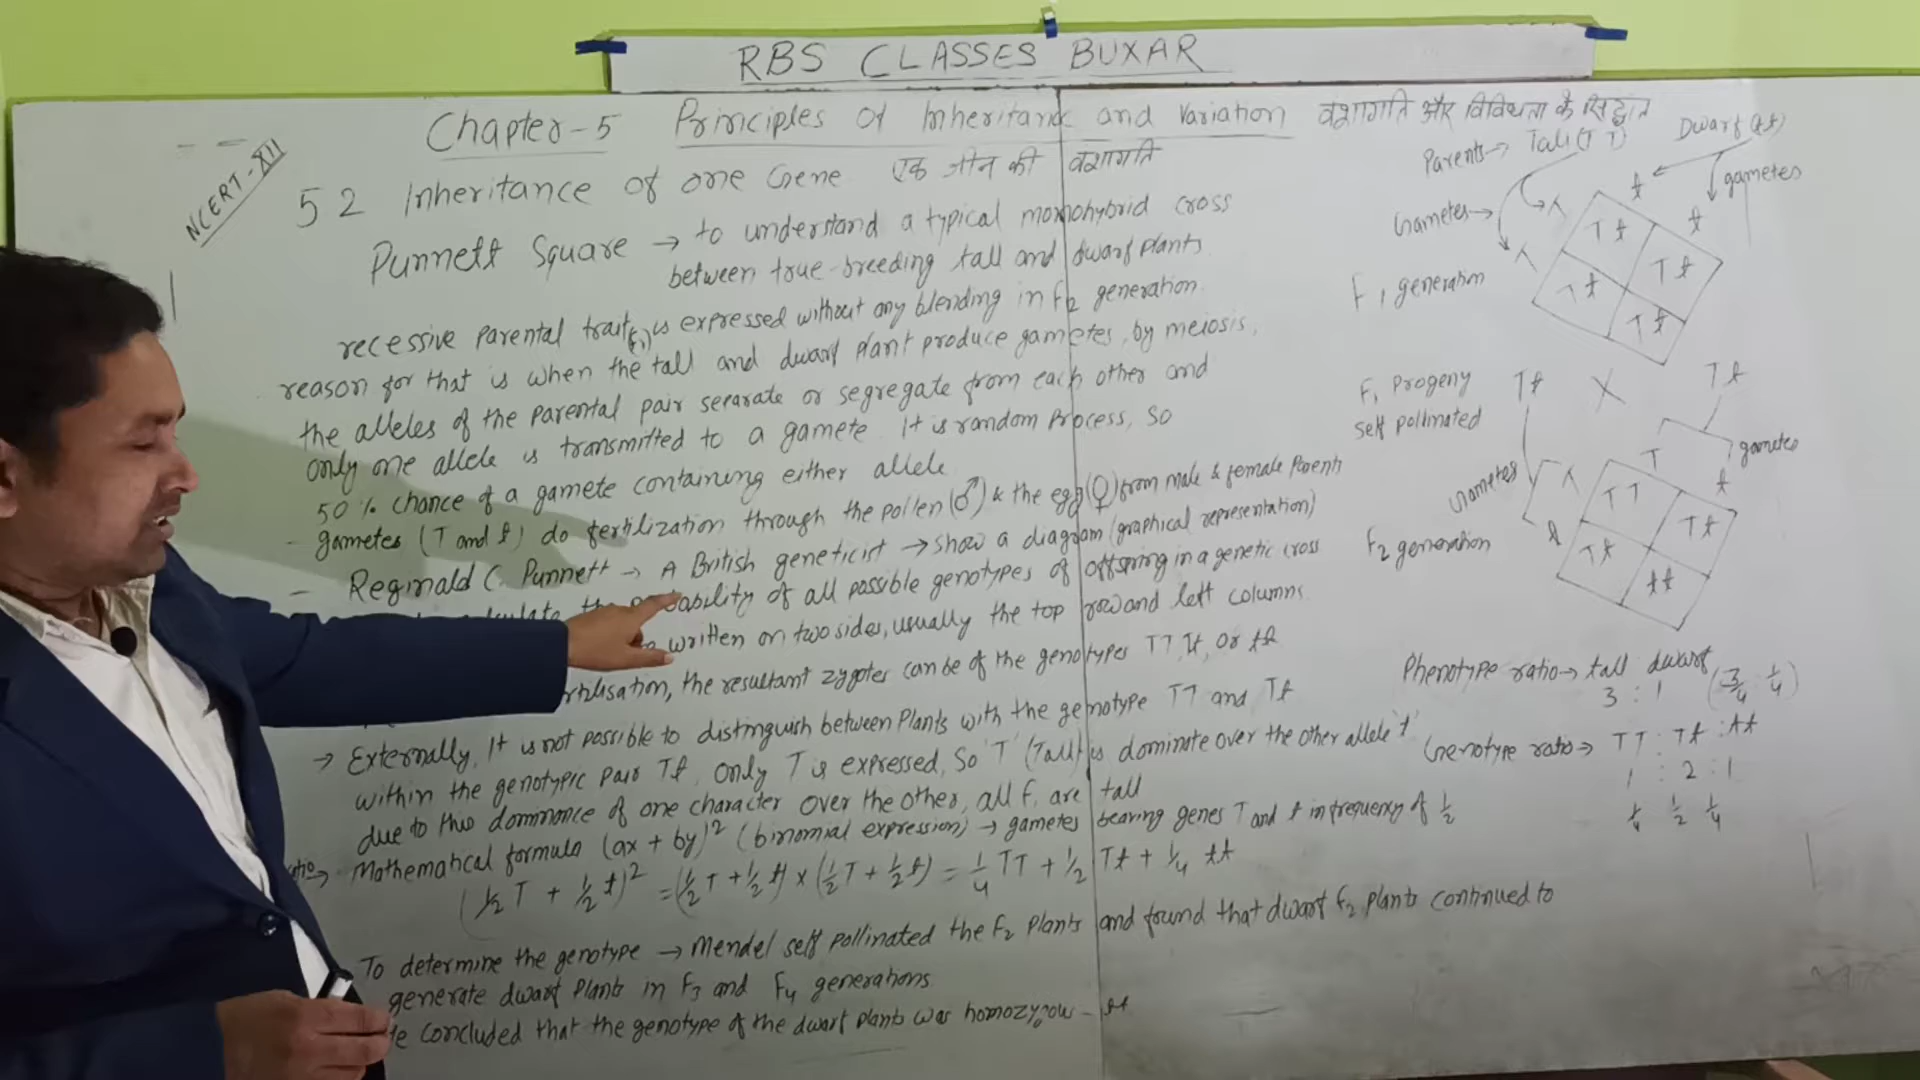 RBS CLASSES BUXAR
Chapter-5 Principles of Inheritance and Variation वंशागति और विविधता के सिद्धांत
NCERT-XII
5.2 Inheritance of one Gene एक जीन की वंशागति
Punnett Square → to understand a typical monohybrid cross
between true-breeding tall and dwarf plants
recessive parental trait is expressed without any blending in F2 generation.
reason for that is when the tall and dwarf plant produce gametes, by meiosis,
the alleles of the parental pair separate or segregate from each other and
only one allele is transmitted to a gamete. It is random process, so
50% chance of a gamete containing either allele
- gametes (T and t) do fertilization through the pollen (♂) & the egg (♀) from male & female parents
- Reginald C. Punnett → A British geneticist → show a diagram (graphical representation)
probability of all possible genotypes of offspring in a genetic cross
written on two sides, usually the top row and left columns.
the resultant zygotes can be of the genotypes TT, Tt, or tt
→ Externally, It is not possible to distinguish between plants with the genotype TT and Tt
within the genotypic pair Tt, only T is expressed, So 'T' (Tall) is dominate over the other allele 't'
due to this dominance of one character over the other, all F1 are tall
→ Mathematical formula (ax + by)² (binomial expression) → gametes bearing genes T and t in frequency of 1/2
(1/2 T + 1/2 t)² = (1/2 T + 1/2 t) × (1/2 T + 1/2 t) = 1/4 TT + 1/2 Tt + 1/4 tt
To determine the genotype → Mendel self pollinated the F2 plants and found that dwarf F2 plants continued to
generate dwarf plants in F3 and F4 generations.
concluded that the genotype of the dwarf plants was homozygous - tt
Parents → Tall (TT) Dwarf (tt)
Gametes → T t gametes
T t
Tt Tt
Tt Tt
F1 generation
F1 Progeny Tt X Tt
self pollinated
Gametes T t gametes
T t
TT Tt
Tt tt
F2 generation
Phenotype ratio → tall dwarf
3 : 1 (3/4 : 1/4)
Genotype ratio → TT : Tt : tt
1 : 2 : 1
1/4 1/2 1/4